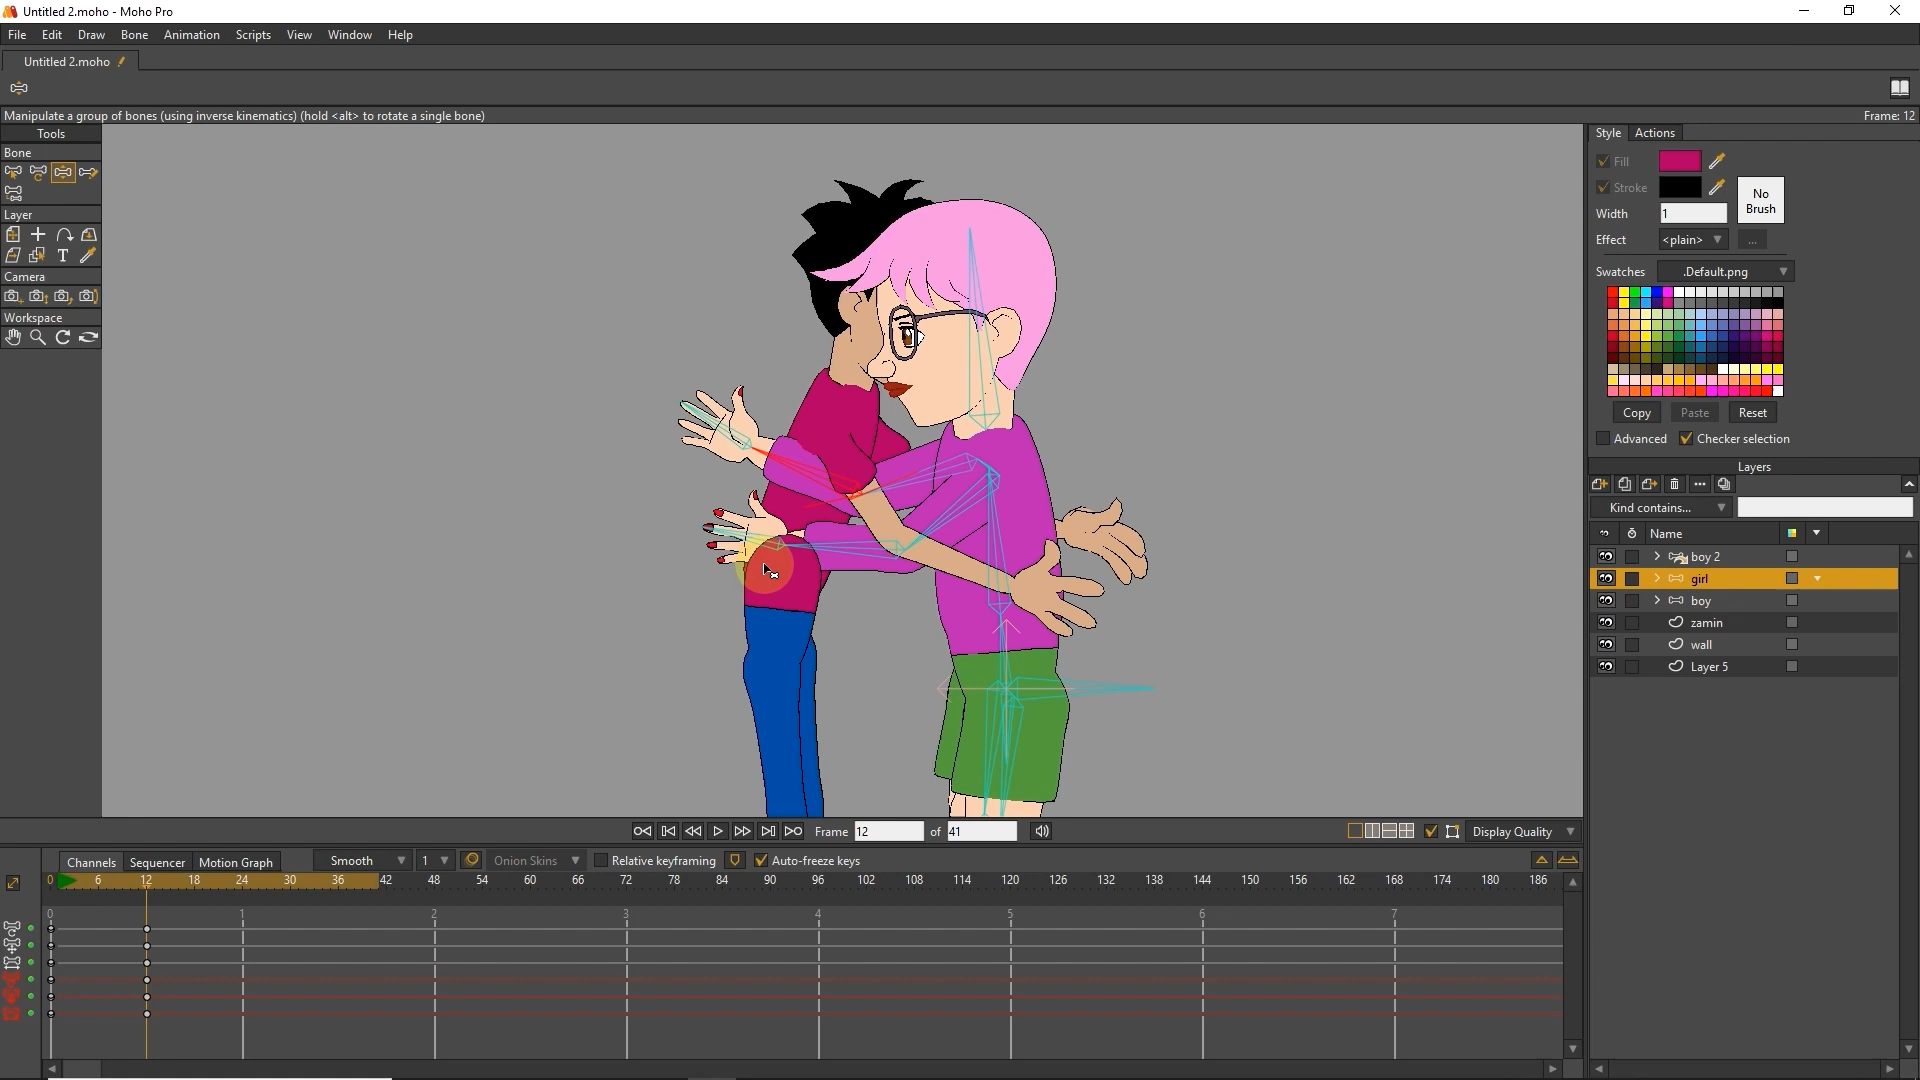 Untitled 2.moho - Moho Pro
File Edit Draw Bone Animation Scripts View Window Help
Untitled 2.moho
Manipulate a group of bones (using inverse kinematics) (hold <alt> to rotate a single bone)
Frame: 12
Tools
Bone
Layer
T
Camera
Workspace
Style Actions
Fill
Stroke
No
Brush
Width 1
Effect <plain> ...
Swatches .Default.png
Copy Paste Reset
Advanced Checker selection
Layers
Kind contains...
Name
boy 2
girl
boy
zamin
wall
Layer 5
Frame 12 of 41
Display Quality
Channels Sequencer Motion Graph Smooth 1 Onion Skins Relative keyframing Auto-freeze keys
0 6 12 18 24 30 36 42 48 54 60 66 72 78 84 90 96 102 108 114 120 126 132 138 144 150 156 162 168 174 180 186
0 1 2 3 4 5 6 7